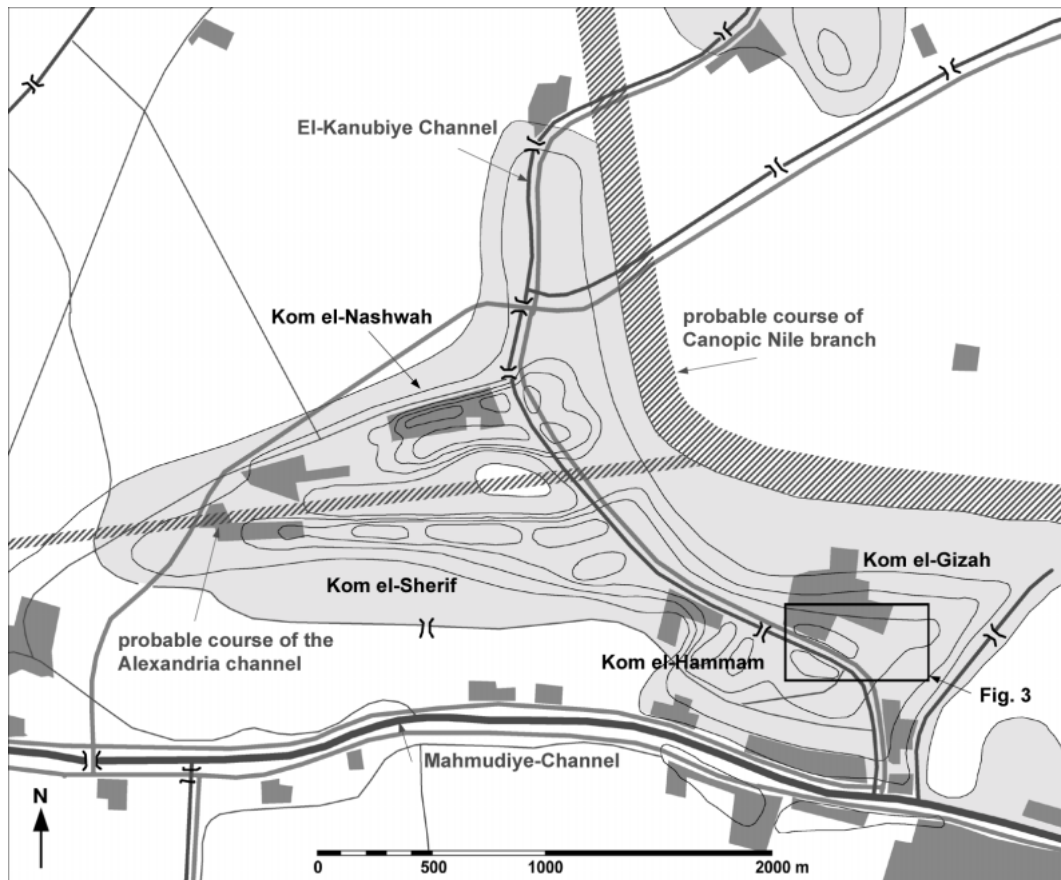 El-Kanubiye Channel
Kom el-Nashwah
probable course of
Canopic Nile branch
Kom el-Gizah
Kom el-Sherif
probable course of the
Alexandria channel
Kom el-Hammam
Fig. 3
Mahmudiye-Channel
N
0 500 1000 2000 m